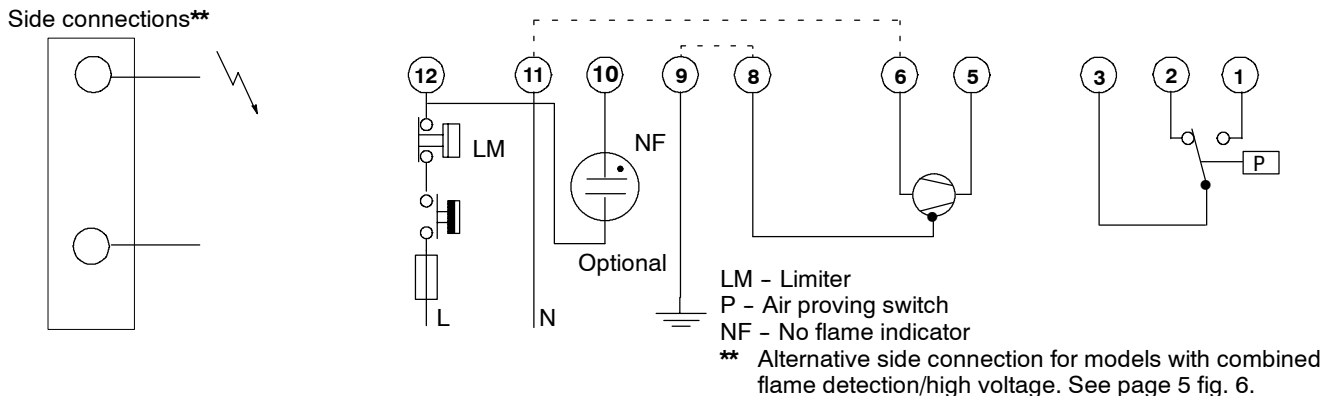 Side connections**
12 11 10 9 8 6 5 3 2 1
NF
LM
P
Optional
L N
LM – Limiter
P – Air proving switch
NF – No flame indicator
** Alternative side connection for models with combined
flame detection/high voltage. See page 5 fig. 6.